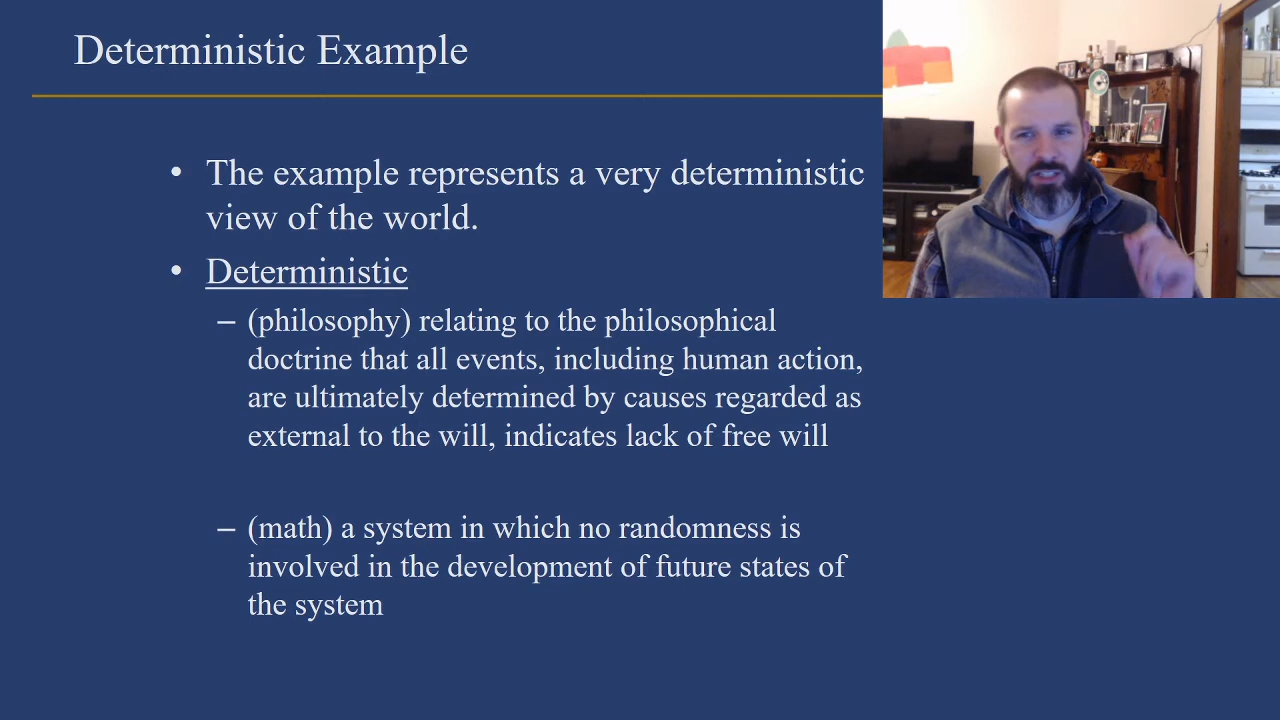 Deterministic Example
• The example represents a very deterministic
view of the world.
• Deterministic
– (philosophy) relating to the philosophical
doctrine that all events, including human action,
are ultimately determined by causes regarded as
external to the will, indicates lack of free will
– (math) a system in which no randomness is
involved in the development of future states of
the system